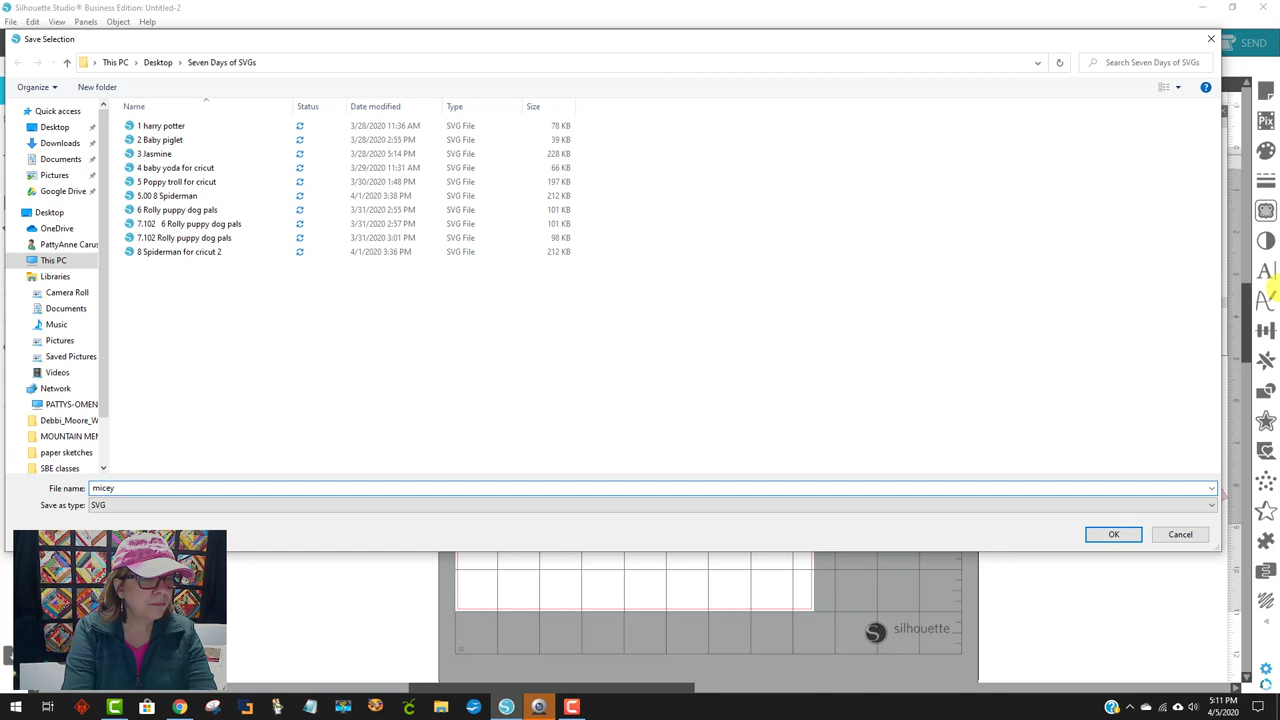 Silhouette Studio® Business Edition: Untitled-2
File Edit View Panels Object Help
Save Selection
SEND
This PC > Desktop > Seven Days of SVGs
Search Seven Days of SVGs
Organize New folder
Name Status Date modified Type Size
Quick access
Desktop
Downloads
Documents
Pictures
Google Drive
Desktop
OneDrive
PattyAnne Carus
This PC
Libraries
Camera Roll
Documents
Music
Pictures
Saved Pictures
Videos
Network
PATTYS-OMEN
Debbi_Moore_W
MOUNTAIN MEN
paper sketches
SBE classes
1 harry potter 3/28/2020 11:36 AM SVG File 78 KB
2 Baby piglet 3/28/2020 2:55 PM SVG File 39 KB
3 Jasmine 3/28/2020 5:14 PM SVG File 228 KB
4 baby yoda for cricut 3/29/2020 11:31 AM SVG File 66 KB
5 Poppy troll for cricut 3/30/2020 1:48 PM SVG File 197 KB
5.00 8 Spiderman 4/1/2020 3:38 PM SVG File 212 KB
6 Rolly puppy dog pals 3/31/2020 2:55 PM SVG File 101 KB
7.102 6 Rolly puppy dog pals 3/31/2020 2:57 PM SVG File 101 KB
7.102 Rolly puppy dog pals 3/31/2020 3:01 PM SVG File 98 KB
8 Spiderman for cricut 2 4/1/2020 3:36 PM SVG File 212 KB
File name: micey
Save as type: SVG
OK Cancel
Pix
silhouette
5:11 PM
4/5/2020